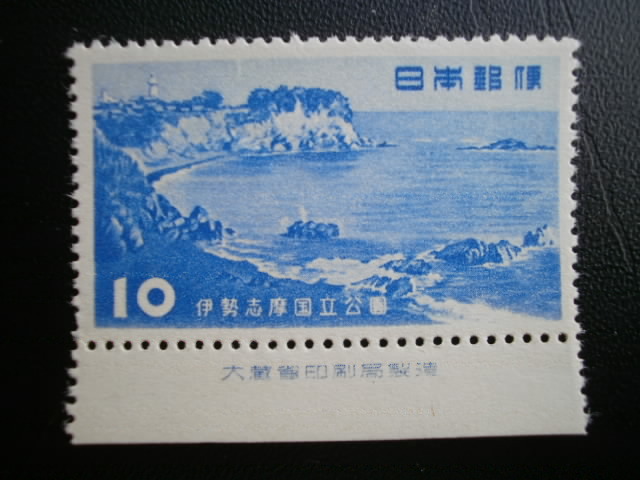 日本郵便
10 伊勢志摩国立公園
大蔵省印刷局製造